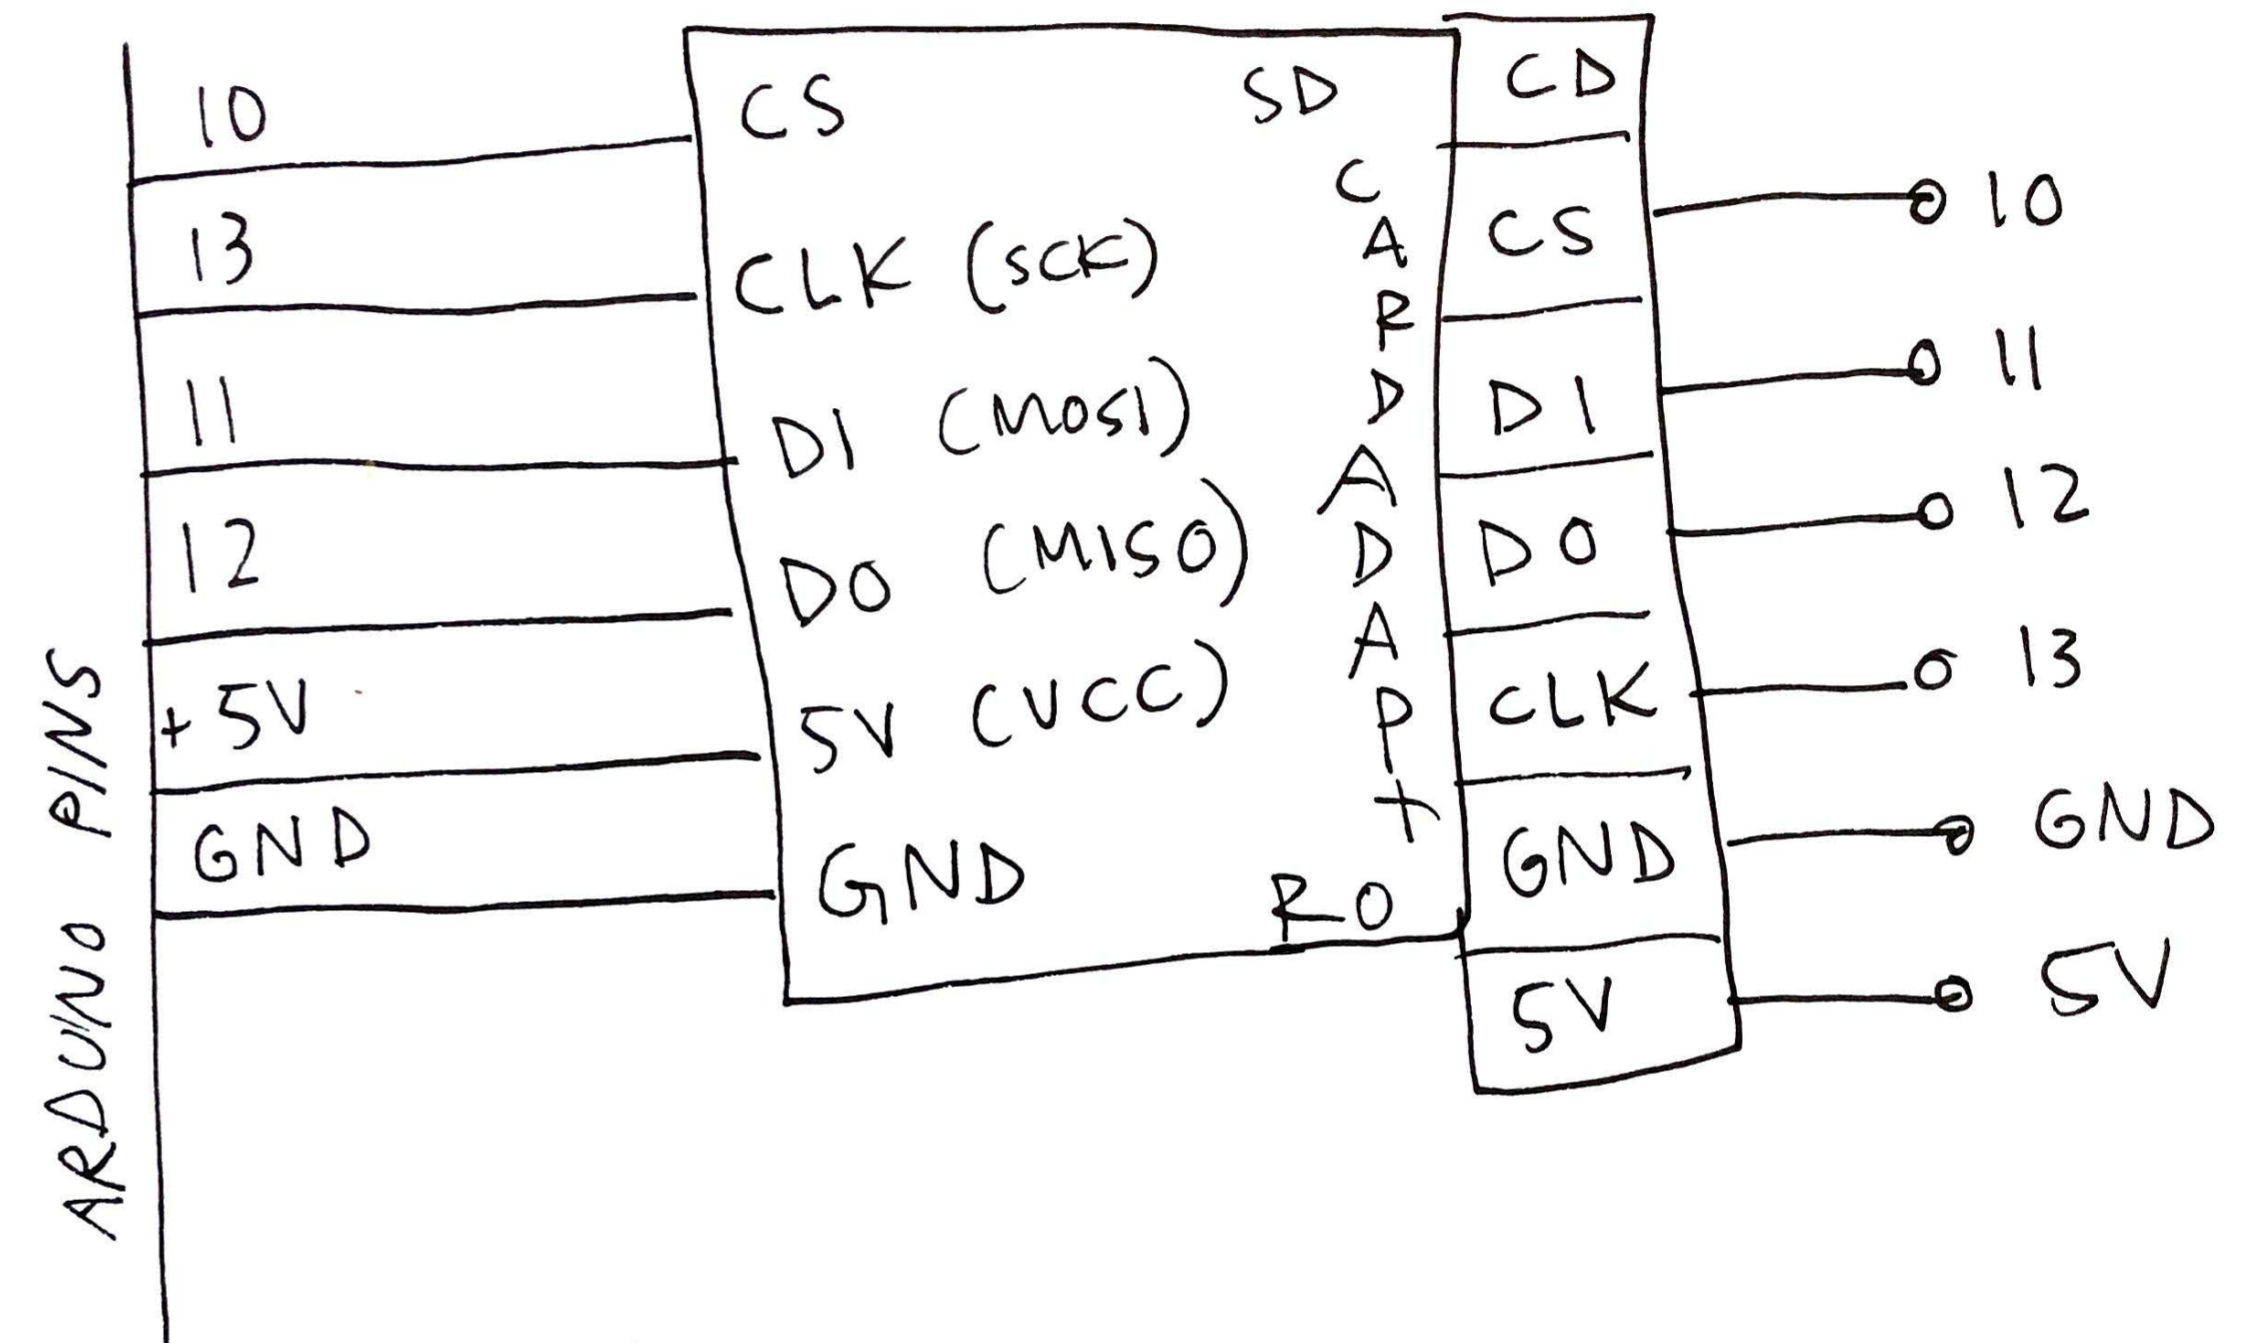 10
13
11
12
+5V
GND
ARDUINO PINS
CS
CLK (SCK)
DI (MOSI)
DO (MISO)
5V (VCC)
GND
SD
CARD
ADAPT
RO
CD
CS
DI
DO
CLK
GND
5V
10
11
12
13
GND
5V